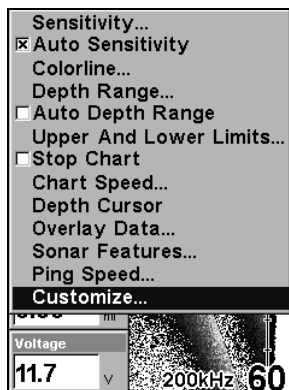 Sensitivity...
Auto Sensitivity
Colorline...
Depth Range...
Auto Depth Range
Upper And Lower Limits...
Stop Chart
Chart Speed...
Depth Cursor
Overlay Data...
Sonar Features...
Ping Speed...
Customize...
Voltage
11.7 V
200kHz 60